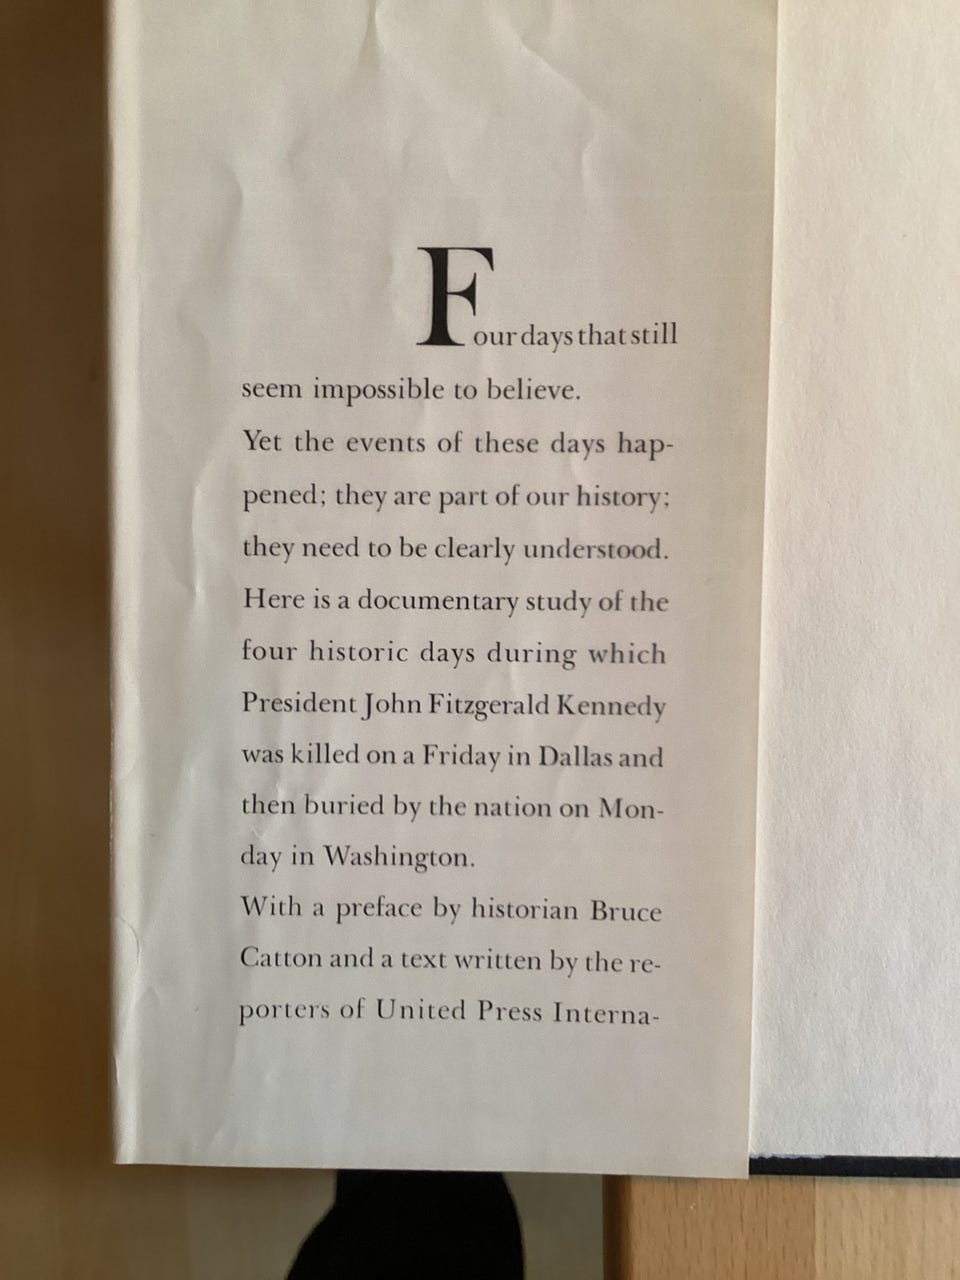 Four days that still
seem impossible to believe.
Yet the events of these days hap-
pened; they are part of our history;
they need to be clearly understood.
Here is a documentary study of the
four historic days during which
President John Fitzgerald Kennedy
was killed on a Friday in Dallas and
then buried by the nation on Mon-
day in Washington.
With a preface by historian Bruce
Catton and a text written by the re-
porters of United Press Interna-